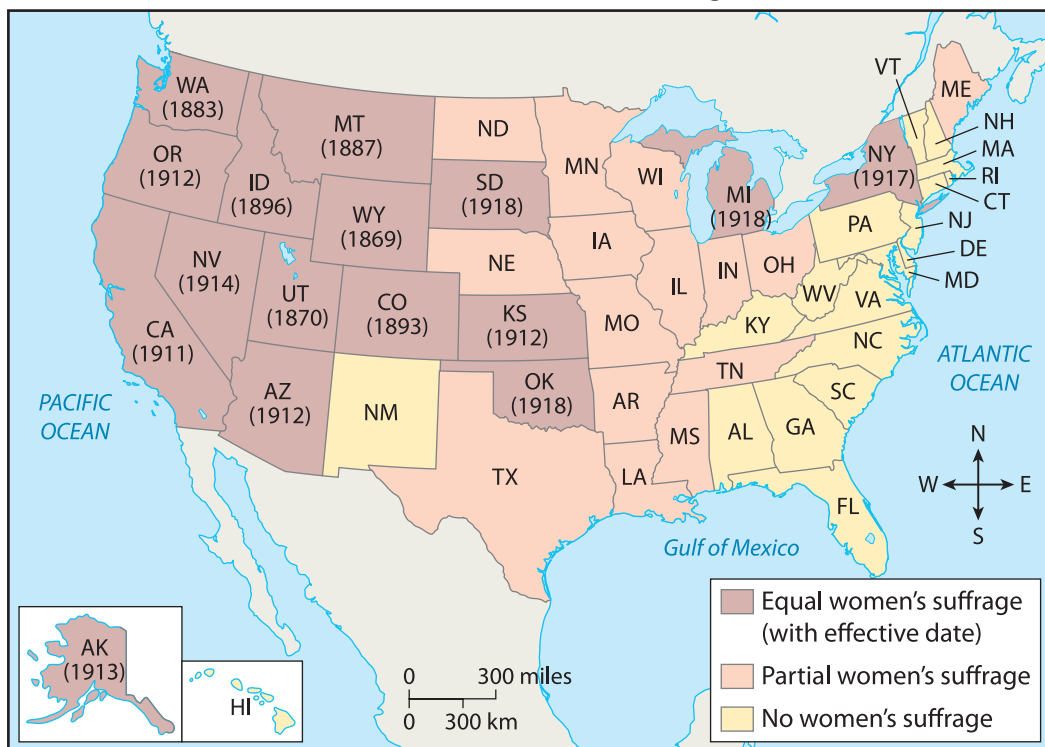 WA
(1883)
MT
(1887)
ND
MN
VT
ME
NH
MA
RI
CT
NJ
DE
MD
OR
(1912)
ID
(1896)
WY
(1869)
SD
(1918)
WI
MI
(1918)
NY
(1917)
NV
(1914)
UT
(1870)
CO
(1893)
NE
IA
IL
IN
OH
PA
WV
VA
CA
(1911)
AZ
(1912)
NM
KS
(1912)
OK
(1918)
MO
KY
NC
TN
SC
AR
MS
AL
GA
TX
LA
FL
PACIFIC
OCEAN
ATLANTIC
OCEAN
Gulf of Mexico
N
W
E
S
AK
(1913)
HI
0
300 miles
0
300 km
Equal women's suffrage
(with effective date)
Partial women's suffrage
No women's suffrage